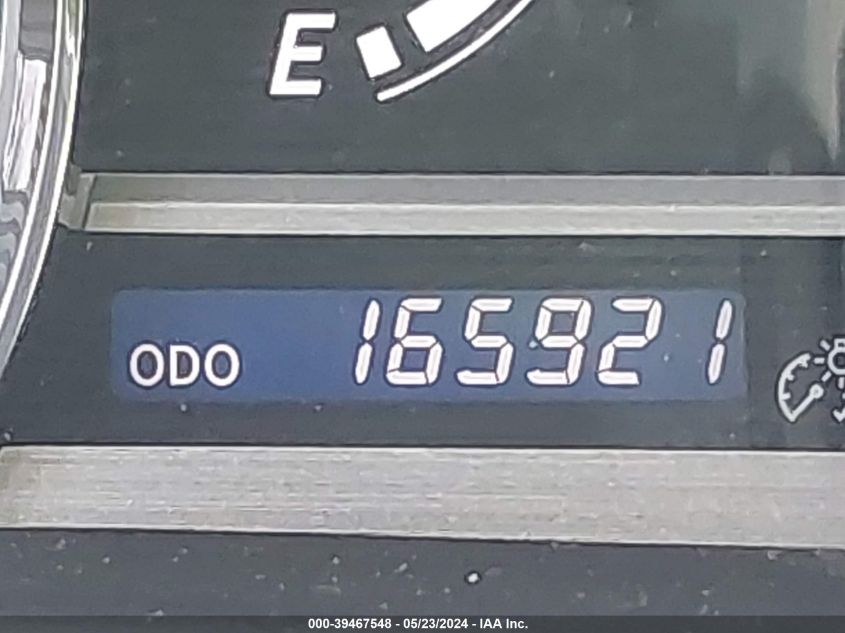 E
ODO 165921
000-39467548 - 05/23/2024 - IAA Inc.